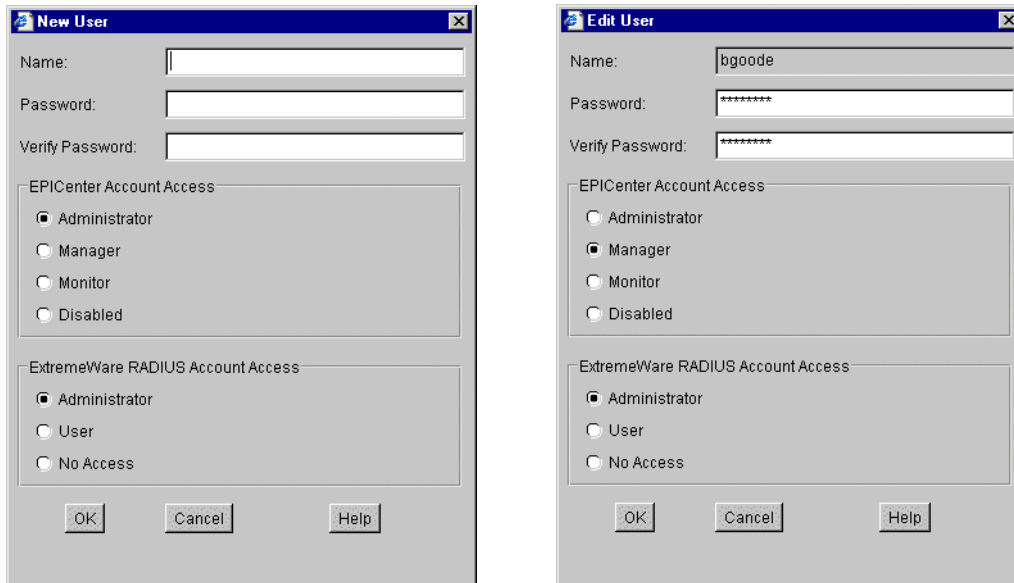 New User
Name:
Password:
Verify Password:
EPICenter Account Access
Administrator
Manager
Monitor
Disabled
ExtremeWare RADIUS Account Access
Administrator
User
No Access
OK Cancel Help
Edit User
Name: bgoode
Password: ********
Verify Password: ********
EPICenter Account Access
Administrator
Manager
Monitor
Disabled
ExtremeWare RADIUS Account Access
Administrator
User
No Access
OK Cancel Help